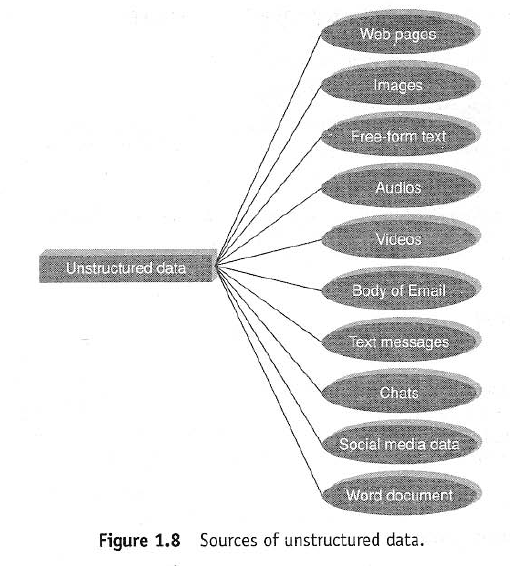 Web pages
Images
Free-form text
Audios
Videos
Unstructured data
Body of Email
Text messages
Chats
Social media data
Word document
Figure 1.8 Sources of unstructured data.